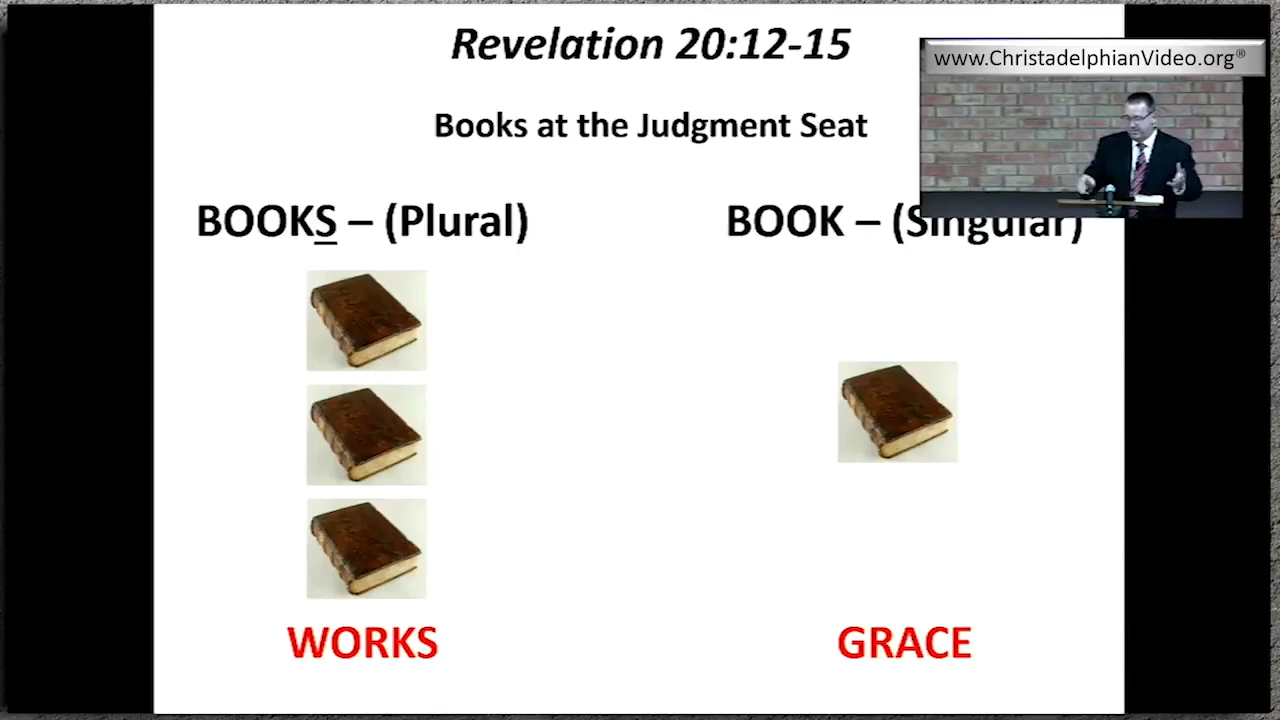 Revelation 20:12-15
www.ChristadelphianVideo.org®
Books at the Judgment Seat
BOOKS – (Plural)
BOOK – (Singular)
WORKS
GRACE